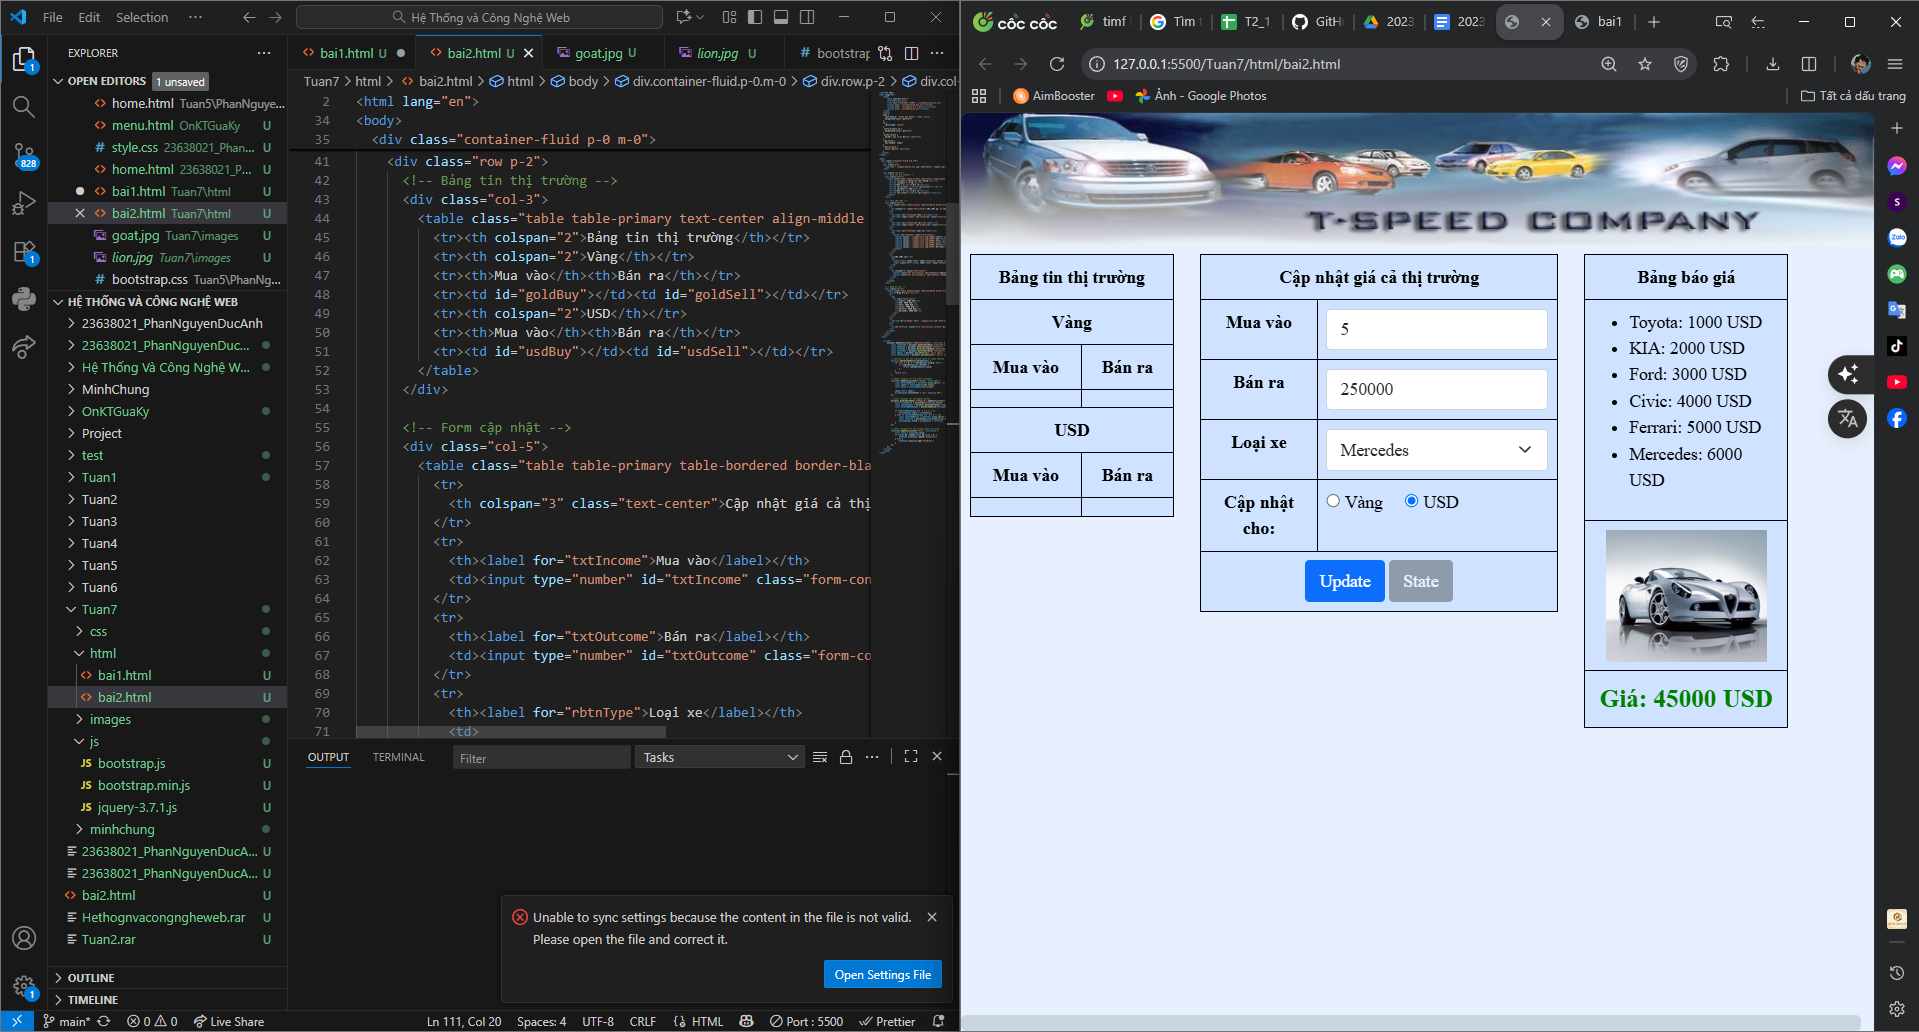 File Edit Selection ··· Hệ Thống và Công Nghệ Web
EXPLORER
OPEN EDITORS 1 unsaved
home.html Tuan5\PhanNguye...
menu.html OnKTGuaKy U
style.css 23638021_Phan... U
home.html 23638021_P... U
bai1.html Tuan7\html U
bai2.html Tuan7\html U
goat.jpg Tuan7\images U
lion.jpg Tuan7\images U
bootstrap.css Tuan5\PhanNg...
HỆ THỐNG VÀ CÔNG NGHỆ WEB
23638021_PhanNguyenDucAnh
23638021_PhanNguyenDuc...
Hệ Thống Và Công Nghệ W...
MinhChung
OnKTGuaKy
Project
test
Tuan1
Tuan2
Tuan3
Tuan4
Tuan5
Tuan6
Tuan7
css
html
bai1.html U
bai2.html U
images
js
JS bootstrap.js U
JS bootstrap.min.js U
JS jquery-3.7.1.js U
minhchung
23638021_PhanNguyenDucA... U
23638021_PhanNguyenDucA... U
bai2.html U
Hethognvacongngheweb.rar U
Tuan2.rar U
OUTLINE
TIMELINE
1
828
1
1
bai1.html U bai2.html U goat.jpg U lion.jpg U # bootstrap
Tuan7 > html > bai2.html > html > body > div.container-fluid.p-0.m-0 > div.row.p-2 > div.col-
2 <html lang="en">
34 <body>
35 <div class="container-fluid p-0 m-0">
41 <div class="row p-2">
42 <!-- Bảng tin thị trường -->
43 <div class="col-3">
44 <table class="table table-primary text-center align-middle
45 <tr><th colspan="2">Bảng tin thị trường</th></tr>
46 <tr><th colspan="2">Vàng</th></tr>
47 <tr><th>Mua vào</th><th>Bán ra</th></tr>
48 <tr><td id="goldBuy"></td><td id="goldSell"></td></tr>
49 <tr><th colspan="2">USD</th></tr>
50 <tr><th>Mua vào</th><th>Bán ra</th></tr>
51 <tr><td id="usdBuy"></td><td id="usdSell"></td></tr>
52 </table>
53 </div>
54
55 <!-- Form cập nhật -->
56 <div class="col-5">
57 <table class="table table-primary table-bordered border-bla
58 <tr>
59 <th colspan="3" class="text-center">Cập nhật giá cả thị
60 </tr>
61 <tr>
62 <th><label for="txtIncome">Mua vào</label></th>
63 <td><input type="number" id="txtIncome" class="form-con
64 </tr>
65 <tr>
66 <th><label for="txtOutcome">Bán ra</label></th>
67 <td><input type="number" id="txtOutcome" class="form-co
68 </tr>
69 <tr>
70 <th><label for="rbtnType">Loại xe</label></th>
71 <td>
OUTPUT TERMINAL Filter Tasks
Unable to sync settings because the content in the file is not valid.
Please open the file and correct it.
Open Settings File
main* 0 0 Live Share Ln 111, Col 20 Spaces: 4 UTF-8 CRLF {} HTML Port : 5500 Prettier
cốc cốc timf Tìm T2_1 GitH 2023 2023 bai1
127.0.0.1:5500/Tuan7/html/bai2.html
AimBooster Ảnh - Google Photos Tất cả dấu trang
T-SPEED COMPANY
Bảng tin thị trường
Vàng
Mua vào Bán ra
USD
Mua vào Bán ra
Cập nhật giá cả thị trường
Mua vào 5
Bán ra 250000
Loại xe Mercedes
Cập nhật cho: Vàng USD
Update State
Bảng báo giá
• Toyota: 1000 USD
• KIA: 2000 USD
• Ford: 3000 USD
• Civic: 4000 USD
• Ferrari: 5000 USD
• Mercedes: 6000
USD
Giá: 45000 USD
S
Zalo